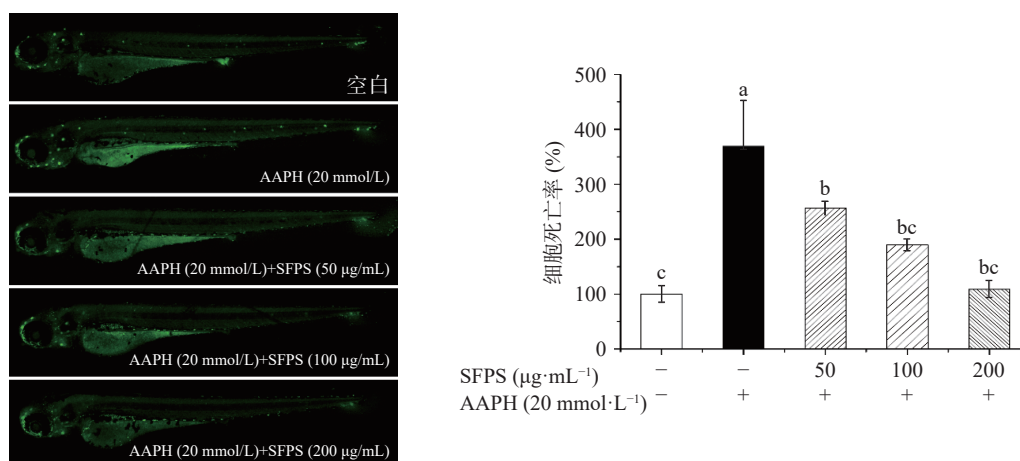 空白
AAPH (20 mmol/L)
AAPH (20 mmol/L)+SFPS (50 μg/mL)
AAPH (20 mmol/L)+SFPS (100 μg/mL)
AAPH (20 mmol/L)+SFPS (200 μg/mL)
细胞死亡率 (%)
500
400
300
200
100
0
a
b
bc
bc
c
SFPS (μg·mL⁻¹) − − 50 100 200
AAPH (20 mmol·L⁻¹) − + + + +